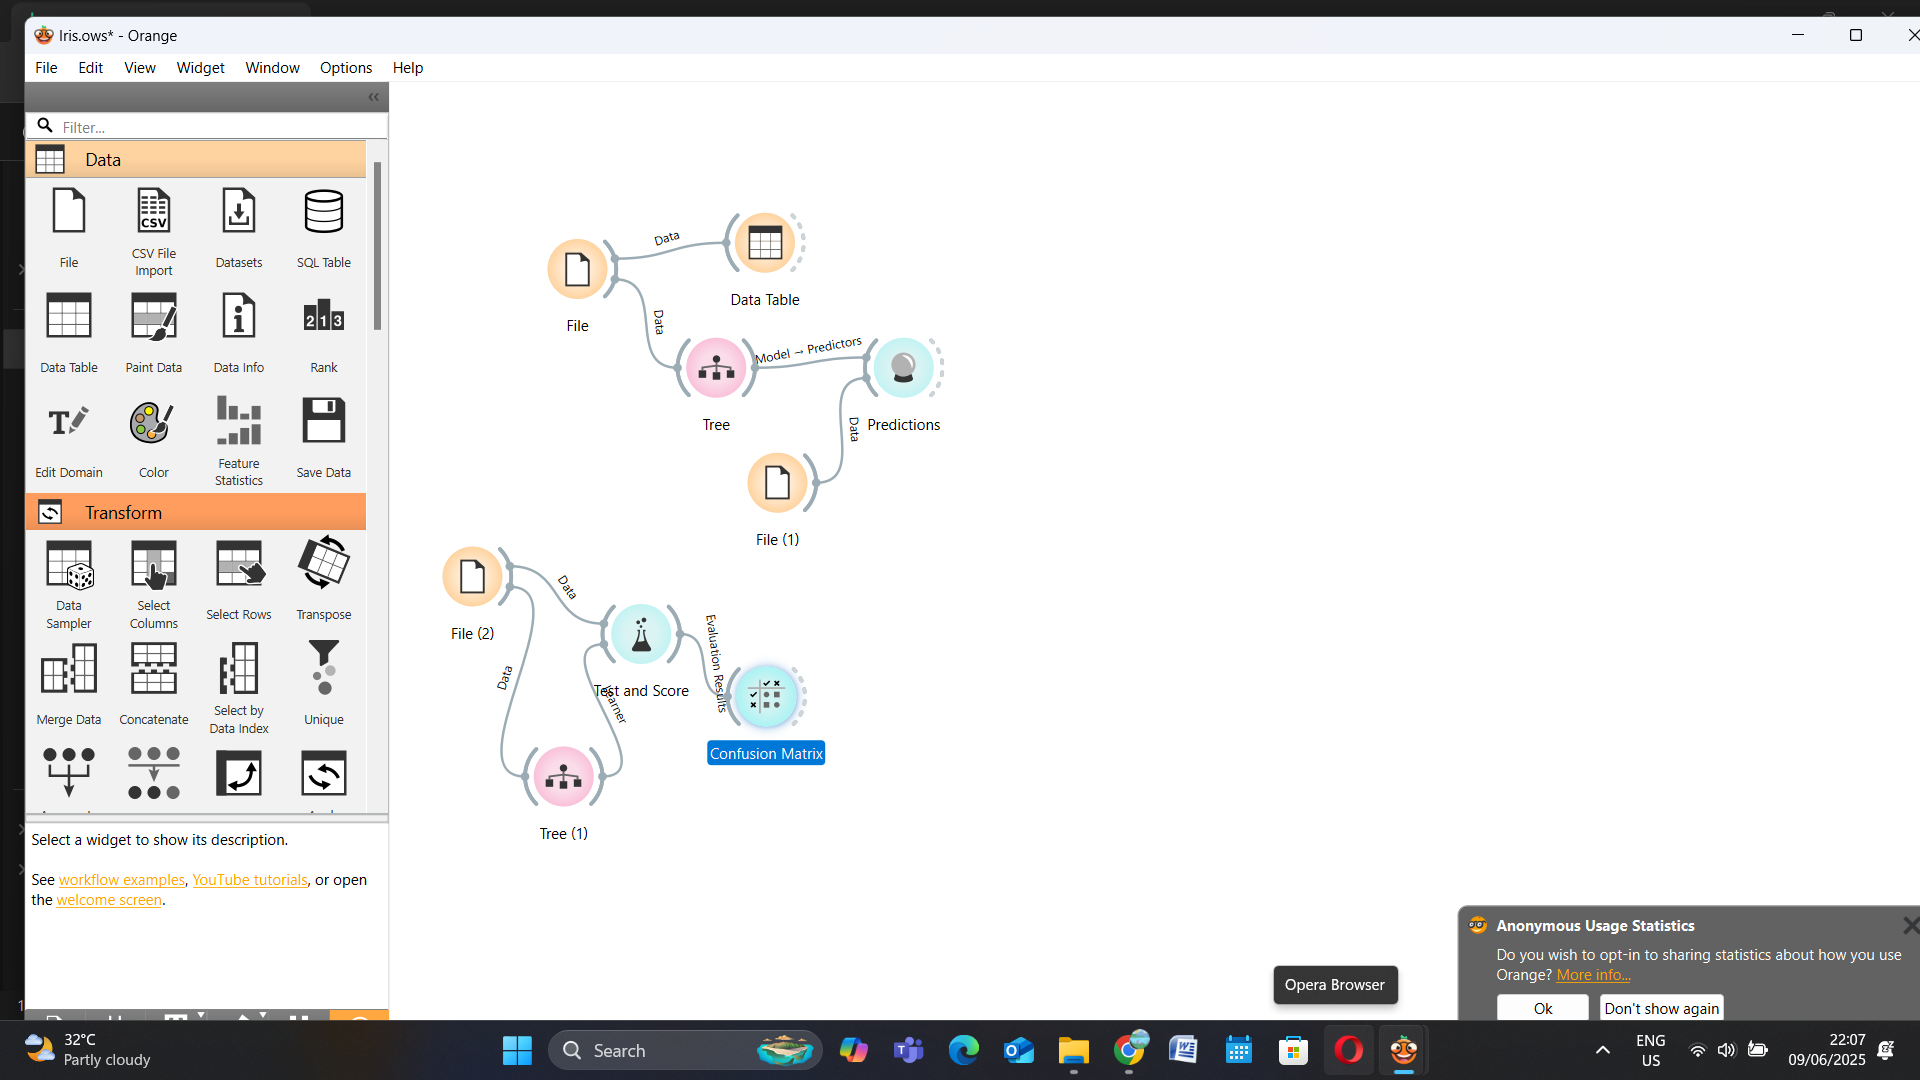 Iris.ows* - Orange
File Edit View Widget Window Options Help
Filter...
Data
File
CSV File Import
Datasets
SQL Table
Data Table
Paint Data
Data Info
Rank
Edit Domain
Color
Feature Statistics
Save Data
Transform
Data Sampler
Select Columns
Select Rows
Transpose
Merge Data
Concatenate
Select by Data Index
Unique
Select a widget to show its description.
See workflow examples, YouTube tutorials, or open
the welcome screen.
Data
Data Table
File
Data
Model → Predictors
Tree
Data
Predictions
File (1)
Data
File (2)
Data
Evaluation Results
Test and Score
Learner
Confusion Matrix
Tree (1)
Anonymous Usage Statistics
Do you wish to opt-in to sharing statistics about how you use
Orange? More info...
Ok
Don't show again
Opera Browser
32°C
Partly cloudy
Search
ENG
US
22:07
09/06/2025